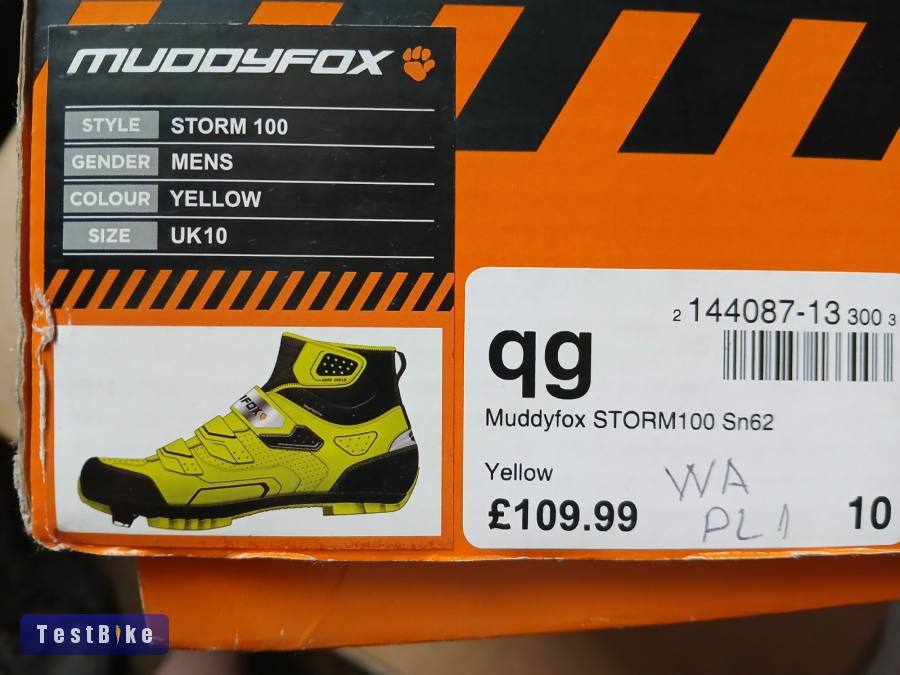 MUDDYFOX
STYLE STORM 100
GENDER MENS
COLOUR YELLOW
SIZE UK10
2 144087-13 300 3
qg
Muddyfox STORM100 Sn62
Yellow
WA
£109.99
PL1
10
TestBike